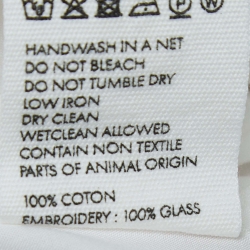 HANDWASH IN A NET
DO NOT BLEACH
DO NOT TUMBLE DRY
LOW IRON
DRY CLEAN
WETCLEAN ALLOWED
CONTAIN NON TEXTILE
PARTS OF ANIMAL ORIGIN
100% COTON
EMBROIDERY : 100% GLASS